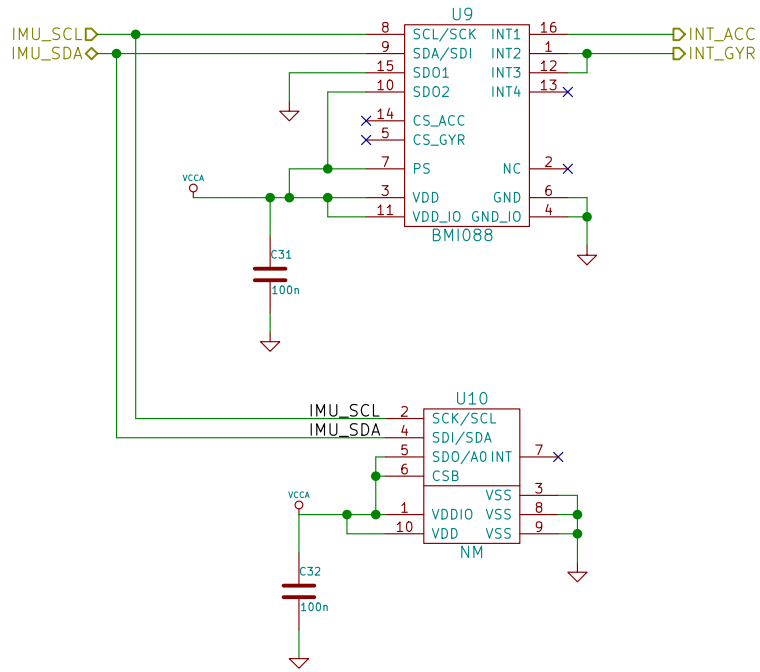 U9
IMU_SCL 8 SCL/SCK INT1 16 INT_ACC
IMU_SDA 9 SDA/SDI INT2 1 INT_GYR
15 SDO1 INT3 12
10 SDO2 INT4 13
14 CS_ACC
5 CS_GYR
7 PS NC 2
VCCA
3 VDD GND 6
11 VDD_IO GND_IO 4
BMI088
C31
100n
U10
IMU_SCL 2 SCK/SCL
IMU_SDA 4 SDI/SDA
5 SDO/A0 INT 7
6 CSB
VSS 3
VCCA
1 VDDIO VSS 8
10 VDD VSS 9
NM
C32
100n